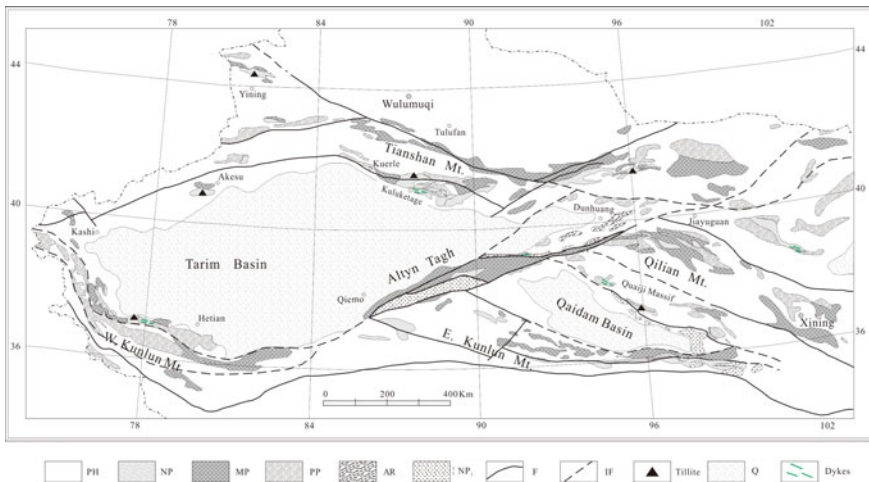 78 84 90 96 102
44 44
Yining
Wulumuqi
Tulufan
Tianshan Mt.
Kuerle
Akesu
Kuluketage
40 40
Dunhuang
Jiayuguan
Kashi
Altyn Tagh
Tarim Basin
Qilian Mt.
Quaiji Massif
Qiemo
Qaidam Basin
Xining
Hetian
36 36
W. Kunlun Mt.
E. Kunlun Mt.
0 200 400Km
78 84 90 96 102
PH NP MP PP AR NP. F IF Tillite Q Dykes